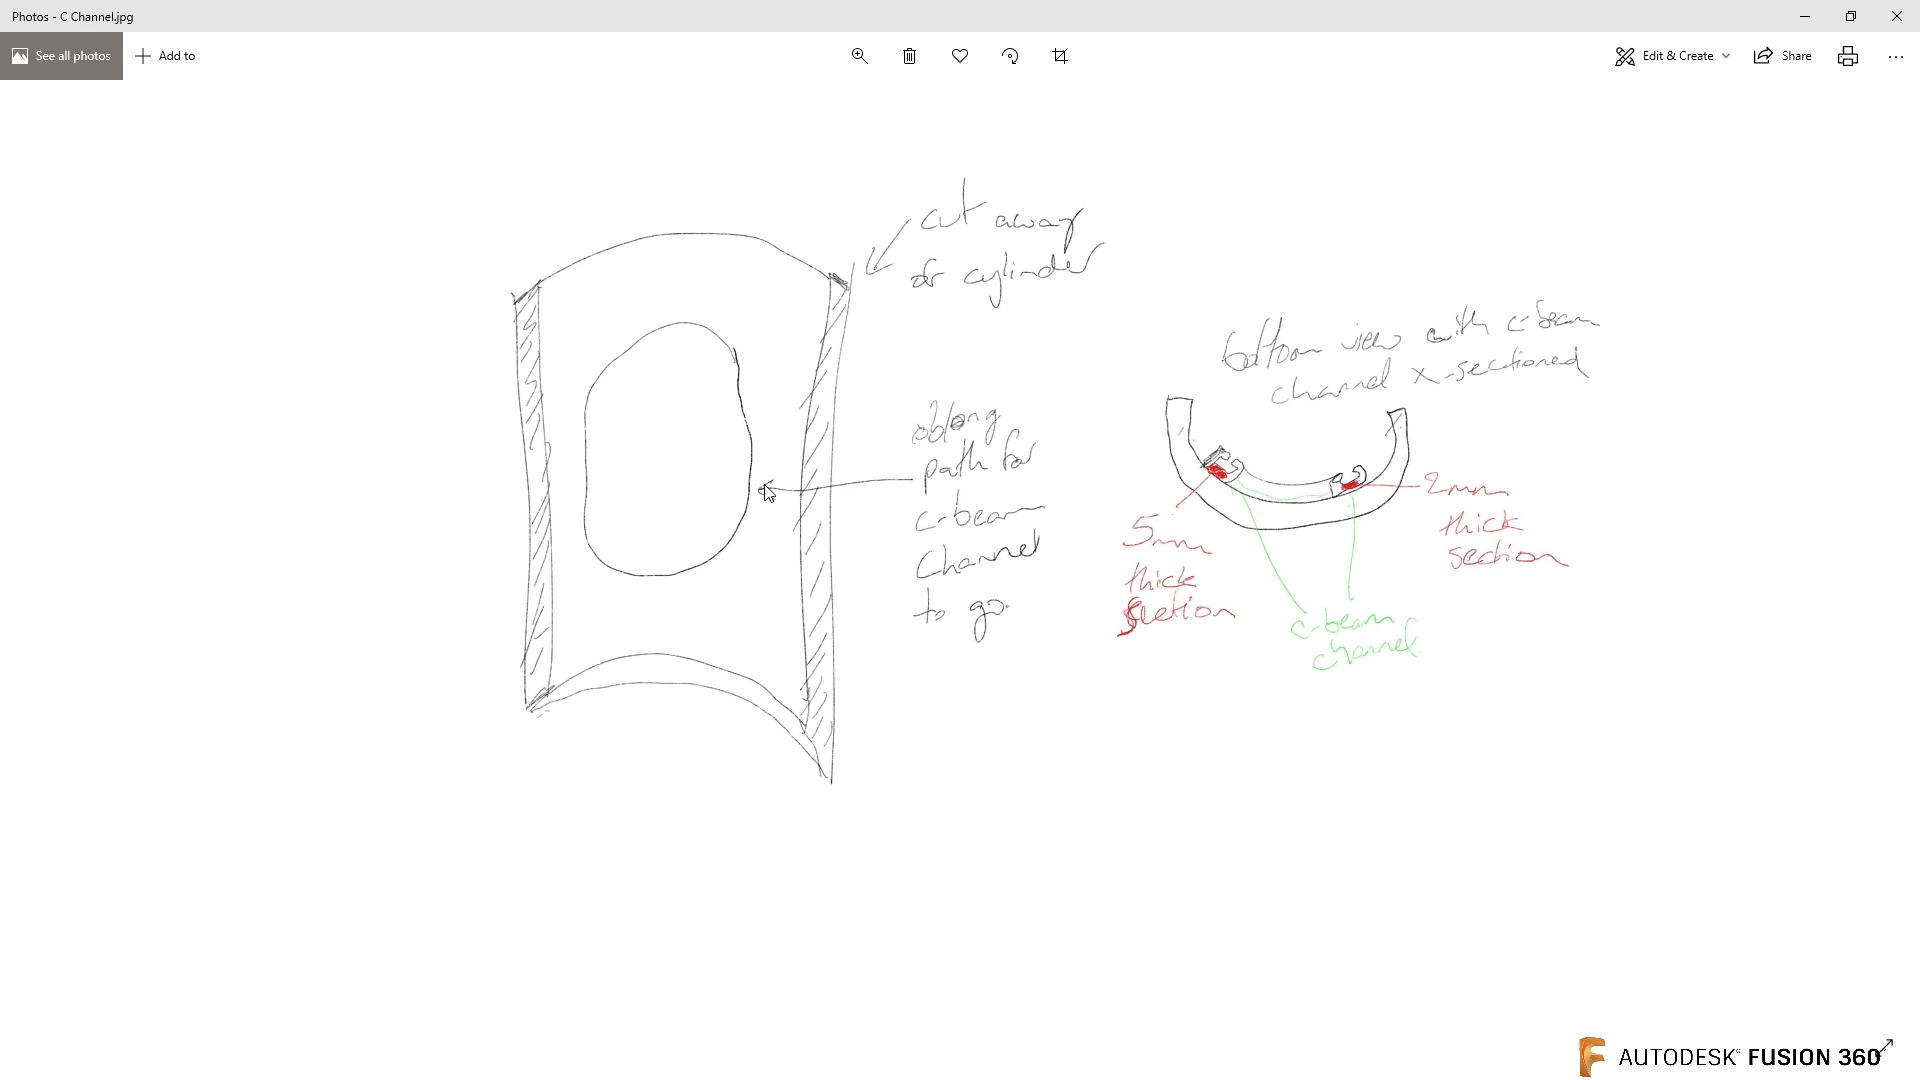 Photos - C Channel.jpg
See all photos
Add to
Edit & Create
Share
cut away
of cylinder
oblong
path for
c-beam
channel
to go.
bottom view with c-beam
channel x-sectioned
5mm
thick
section
2mm
thick
section
c-beam
channel
AUTODESK® FUSION 360